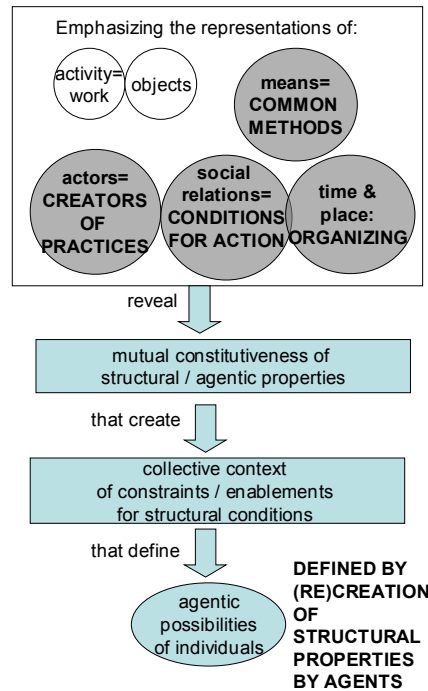 Emphasizing the representations of:
activity=
work
objects
means=
COMMON
METHODS
actors=
CREATORS
OF
PRACTICES
social
relations=
CONDITIONS
FOR ACTION
time &
place:
ORGANIZING
reveal
mutual constitutiveness of
structural / agentic properties
that create
collective context
of constraints / enablements
for structural conditions
that define
agentic
possibilities
of individuals
DEFINED BY
(RE)CREATION
OF
STRUCTURAL
PROPERTIES
BY AGENTS